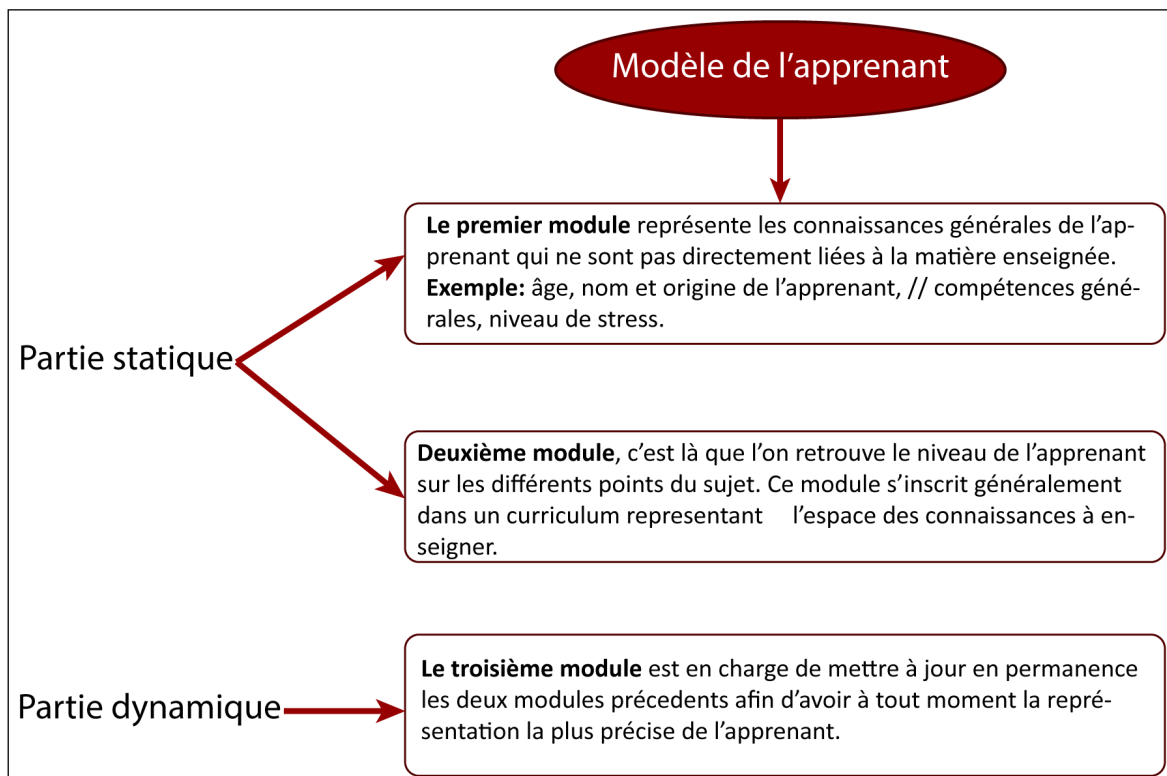 Modèle de l’apprenant
Le premier module représente les connaissances générales de l’ap-
prenant qui ne sont pas directement liées à la matière enseignée.
Exemple: âge, nom et origine de l’apprenant, // compétences géné-
rales, niveau de stress.
Partie statique
Deuxième module, c’est là que l’on retrouve le niveau de l’apprenant
sur les différents points du sujet. Ce module s’inscrit généralement
dans un curriculum representant l’espace des connaissances à en-
seigner.
Le troisième module est en charge de mettre à jour en permanence
les deux modules précedents afin d’avoir à tout moment la repré-
sentation la plus précise de l’apprenant.
Partie dynamique